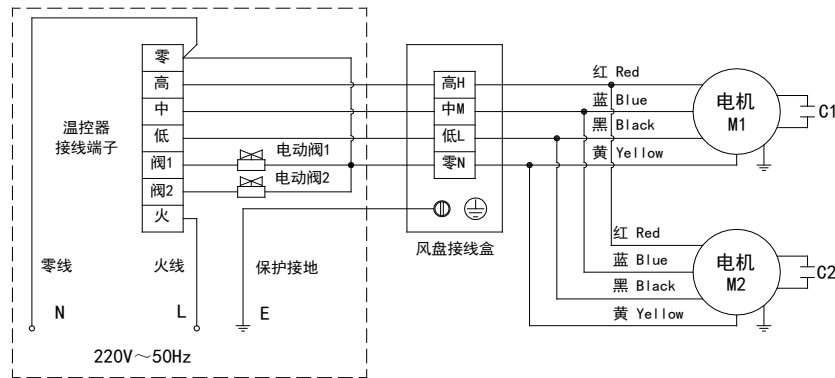 零
高
中
低
阀1
阀2
火
温控器
接线端子
电动阀1
电动阀2
零线
火线
保护接地
N
L
E
220V～50Hz
高H
中M
低L
零N
风盘接线盒
红 Red
蓝 Blue
黑 Black
黄 Yellow
电机
M1
C1
红 Red
蓝 Blue
黑 Black
黄 Yellow
电机
M2
C2